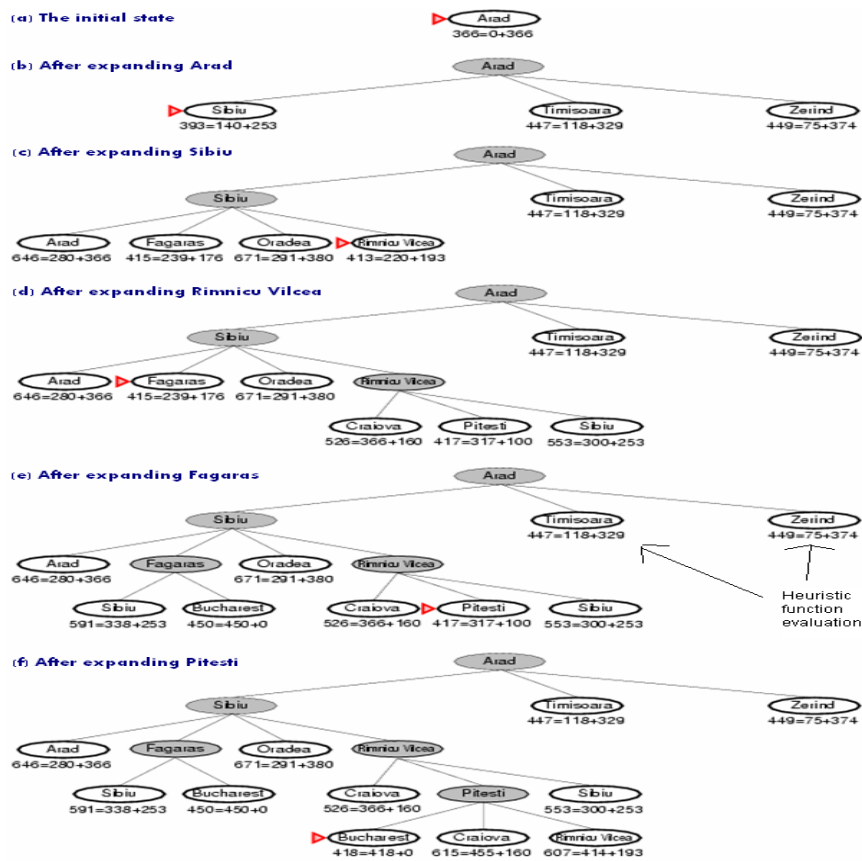 (a) The initial state
Arad
366=0+366
(b) After expanding Arad
Arad
Sibiu Timisoara Zerind
393=140+253 447=118+329 449=75+374
(c) After expanding Sibiu
Arad
Sibiu Timisoara Zerind
447=118+329 449=75+374
Arad Fagaras Oradea Rimnicu Vilcea
646=280+366 415=239+176 671=291+380 413=220+193
(d) After expanding Rimnicu Vilcea
Arad
Sibiu Timisoara Zerind
447=118+329 449=75+374
Arad Fagaras Oradea Rimnicu Vilcea
646=280+366 415=239+176 671=291+380
Craiova Pitesti Sibiu
526=366+160 417=317+100 553=300+253
(e) After expanding Fagaras
Arad
Sibiu Timisoara Zerind
447=118+329 449=75+374
Arad Fagaras Oradea Rimnicu Vilcea
646=280+366 671=291+380
Sibiu Bucharest Craiova Pitesti Sibiu
591=338+253 450=450+0 526=366+160 417=317+100 553=300+253
Heuristic
function
evaluation
(f) After expanding Pitesti
Arad
Sibiu Timisoara Zerind
447=118+329 449=75+374
Arad Fagaras Oradea Rimnicu Vilcea
646=280+366 671=291+380
Sibiu Bucharest Craiova Pitesti Sibiu
591=338+253 450=450+0 526=366+160 553=300+253
Bucharest Craiova Rimnicu Vilcea
418=418+0 615=455+160 607=414+193